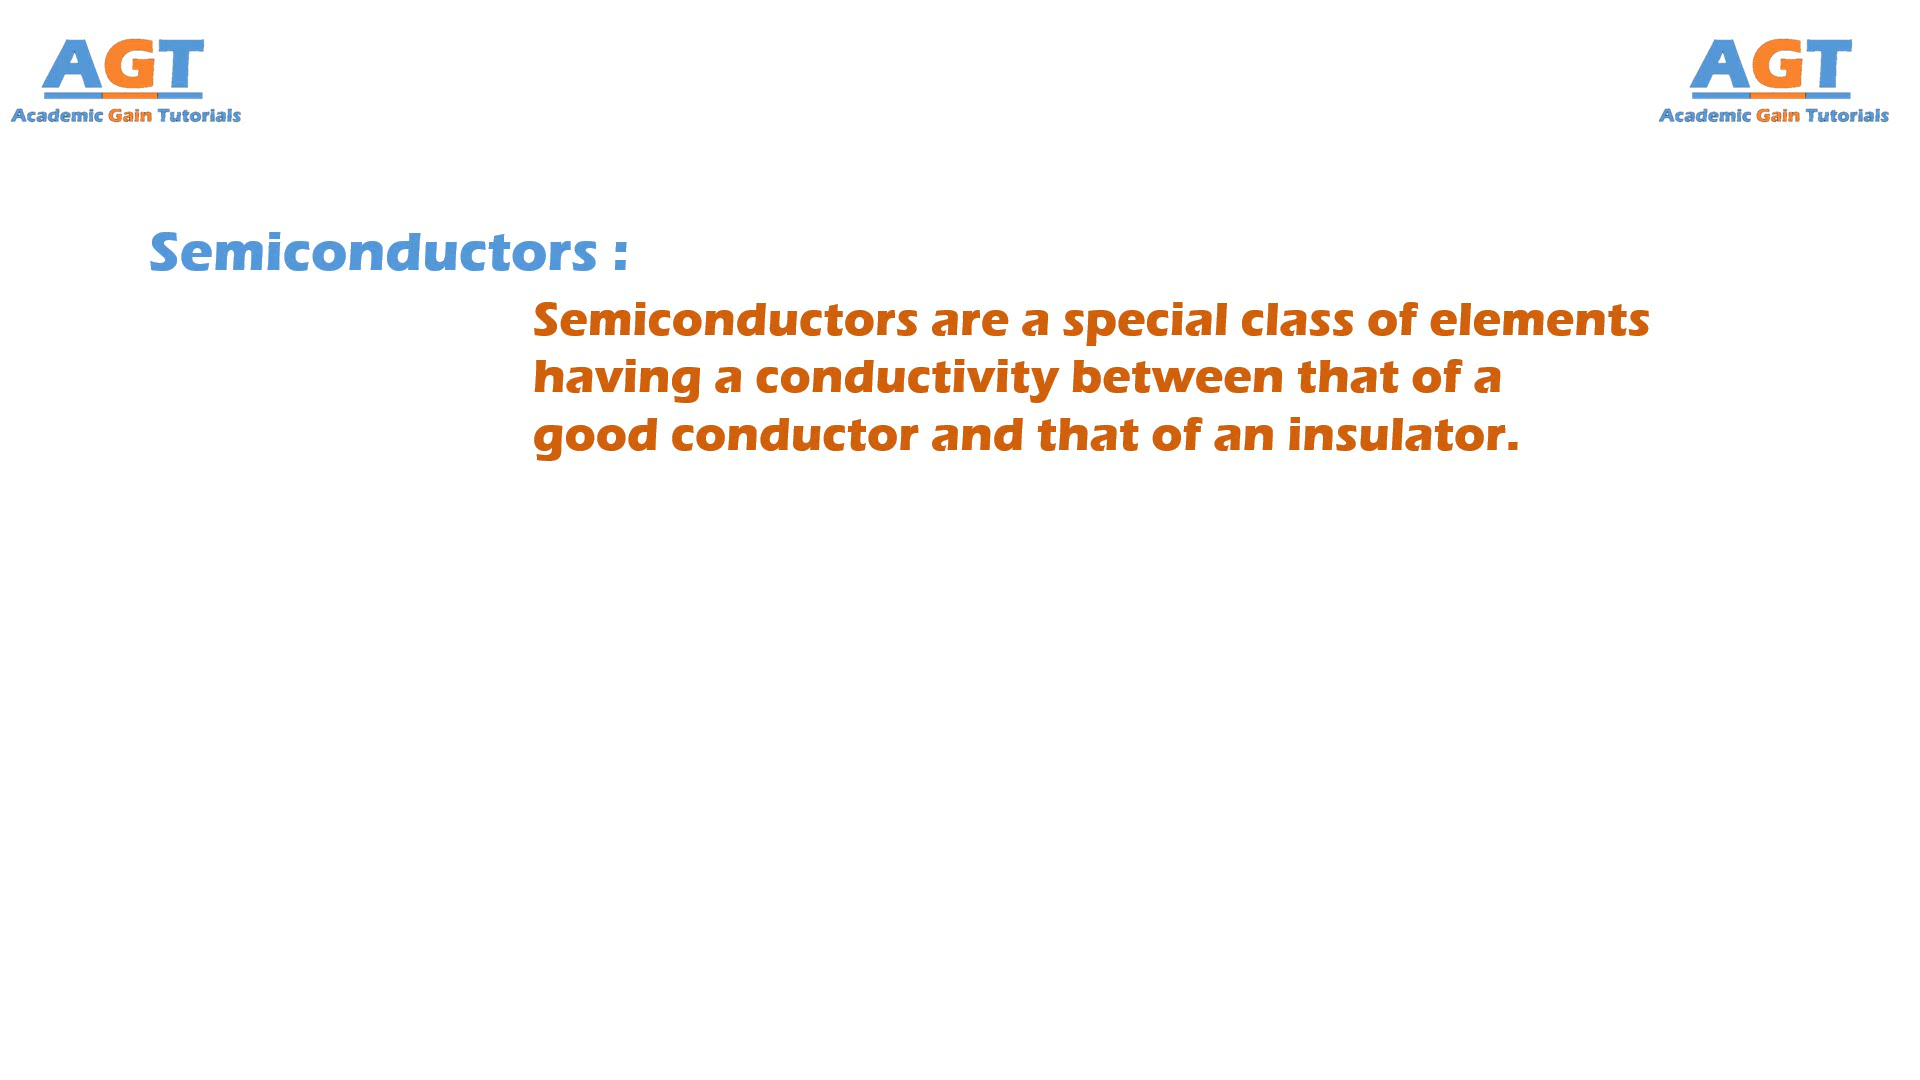 AGT
Academic Gain Tutorials
AGT
Academic Gain Tutorials
Semiconductors :
Semiconductors are a special class of elements
having a conductivity between that of a
good conductor and that of an insulator.